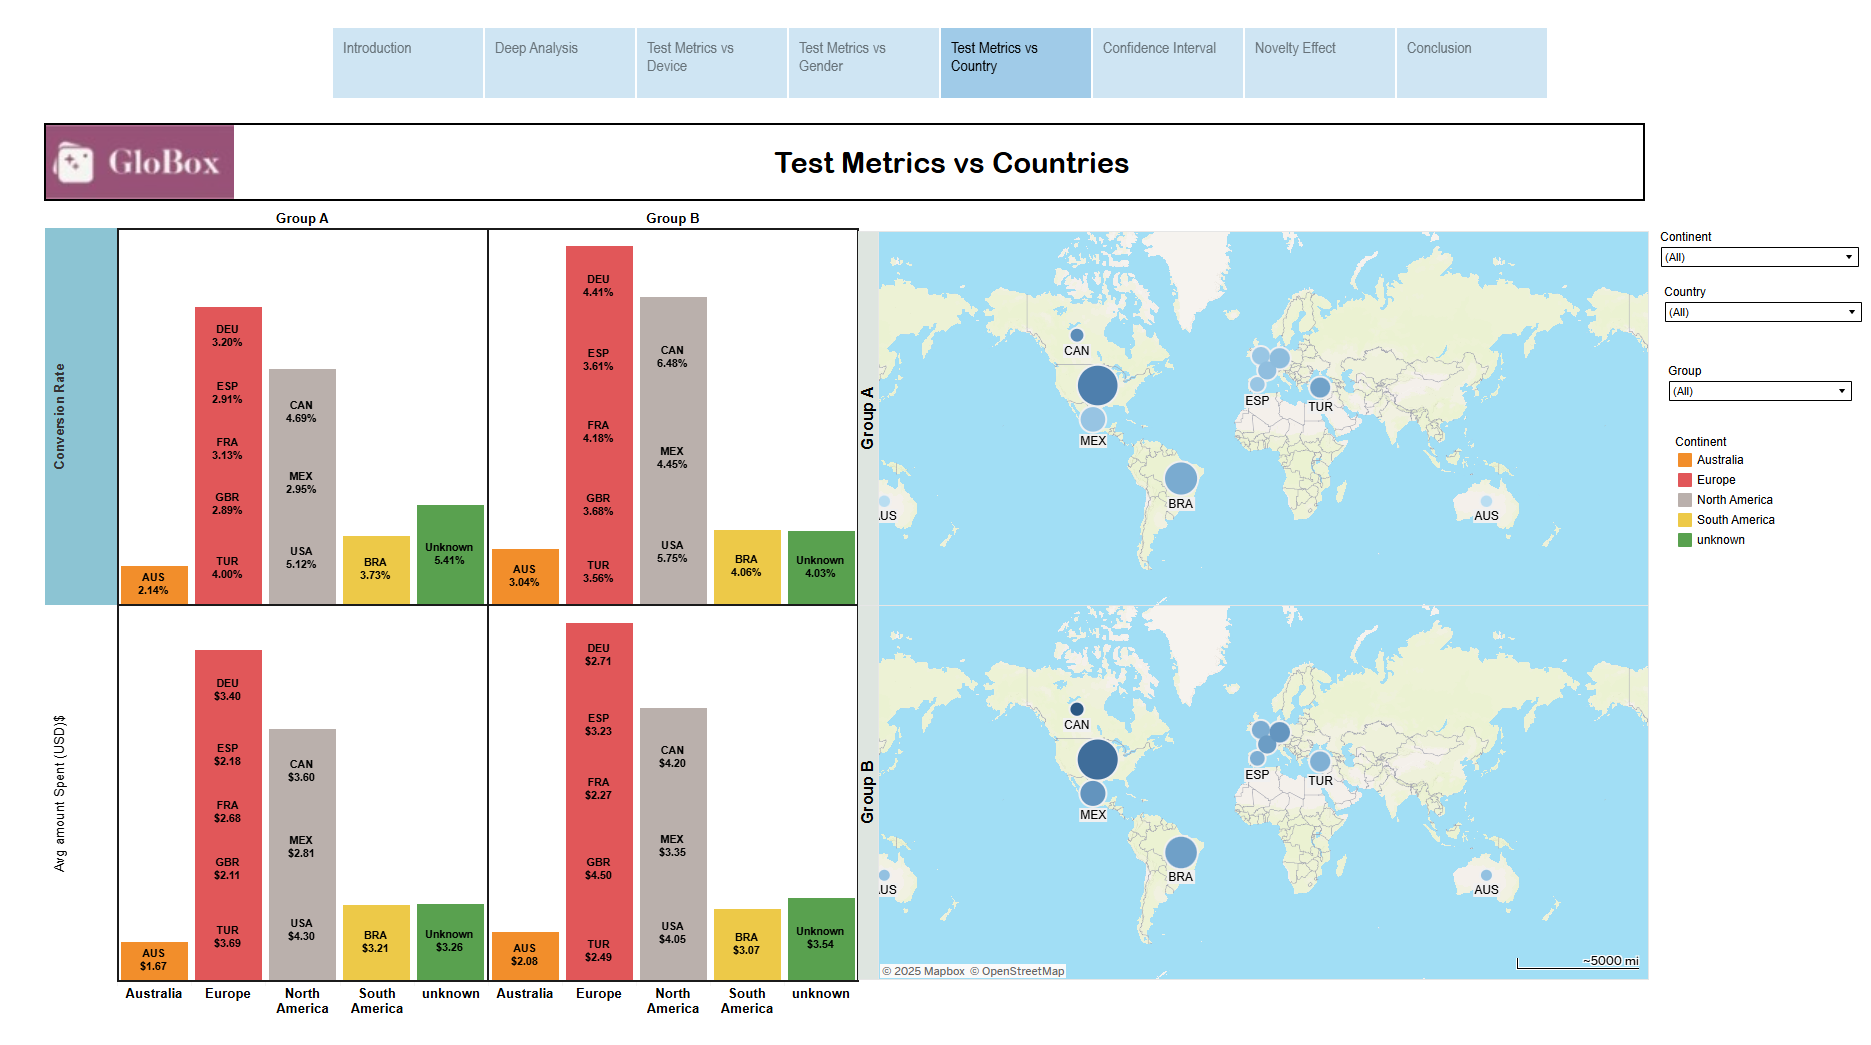 Introduction
Deep Analysis
Test Metrics vs
Device
Test Metrics vs
Gender
Test Metrics vs
Country
Confidence Interval
Novelty Effect
Conclusion
GloBox
Test Metrics vs Countries
Group A
Group B
Conversion Rate
DEU
3.20%
ESP
2.91%
FRA
3.13%
GBR
2.89%
TUR
4.00%
CAN
4.69%
MEX
2.95%
USA
5.12%
AUS
2.14%
BRA
3.73%
Unknown
5.41%
DEU
4.41%
ESP
3.61%
FRA
4.18%
GBR
3.68%
TUR
3.56%
CAN
6.48%
MEX
4.45%
USA
5.75%
AUS
3.04%
BRA
4.06%
Unknown
4.03%
Avg amount Spent (USD)$
DEU
$3.40
ESP
$2.18
FRA
$2.68
GBR
$2.11
TUR
$3.69
CAN
$3.60
MEX
$2.81
USA
$4.30
AUS
$1.67
BRA
$3.21
Unknown
$3.26
DEU
$2.71
ESP
$3.23
FRA
$2.27
GBR
$4.50
TUR
$2.49
CAN
$4.20
MEX
$3.35
USA
$4.05
AUS
$2.08
BRA
$3.07
Unknown
$3.54
Australia
Europe
North
America
South
America
unknown
Australia
Europe
North
America
South
America
unknown
Group A
CAN
MEX
BRA
ESP
TUR
AUS
AUS
Group B
CAN
MEX
BRA
ESP
TUR
AUS
AUS
© 2025 Mapbox © OpenStreetMap
~5000 mi
Continent
(All)
Country
(All)
Group
(All)
Continent
Australia
Europe
North America
South America
unknown